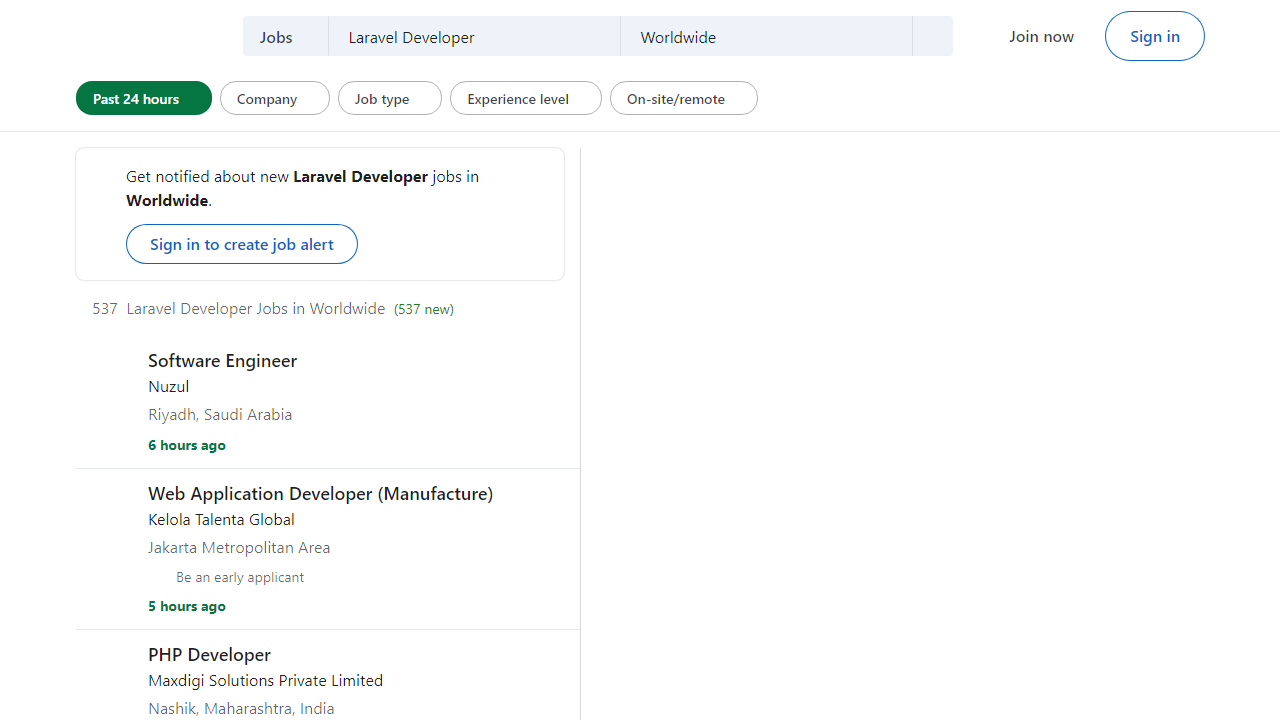 Jobs
Laravel Developer
Worldwide
Join now
Sign in
Past 24 hours
Company
Job type
Experience level
On-site/remote
Get notified about new Laravel Developer jobs in
Worldwide.
Sign in to create job alert
537 Laravel Developer Jobs in Worldwide (537 new)
Software Engineer
Nuzul
Riyadh, Saudi Arabia
6 hours ago
Web Application Developer (Manufacture)
Kelola Talenta Global
Jakarta Metropolitan Area
Be an early applicant
5 hours ago
PHP Developer
Maxdigi Solutions Private Limited
Nashik, Maharashtra, India